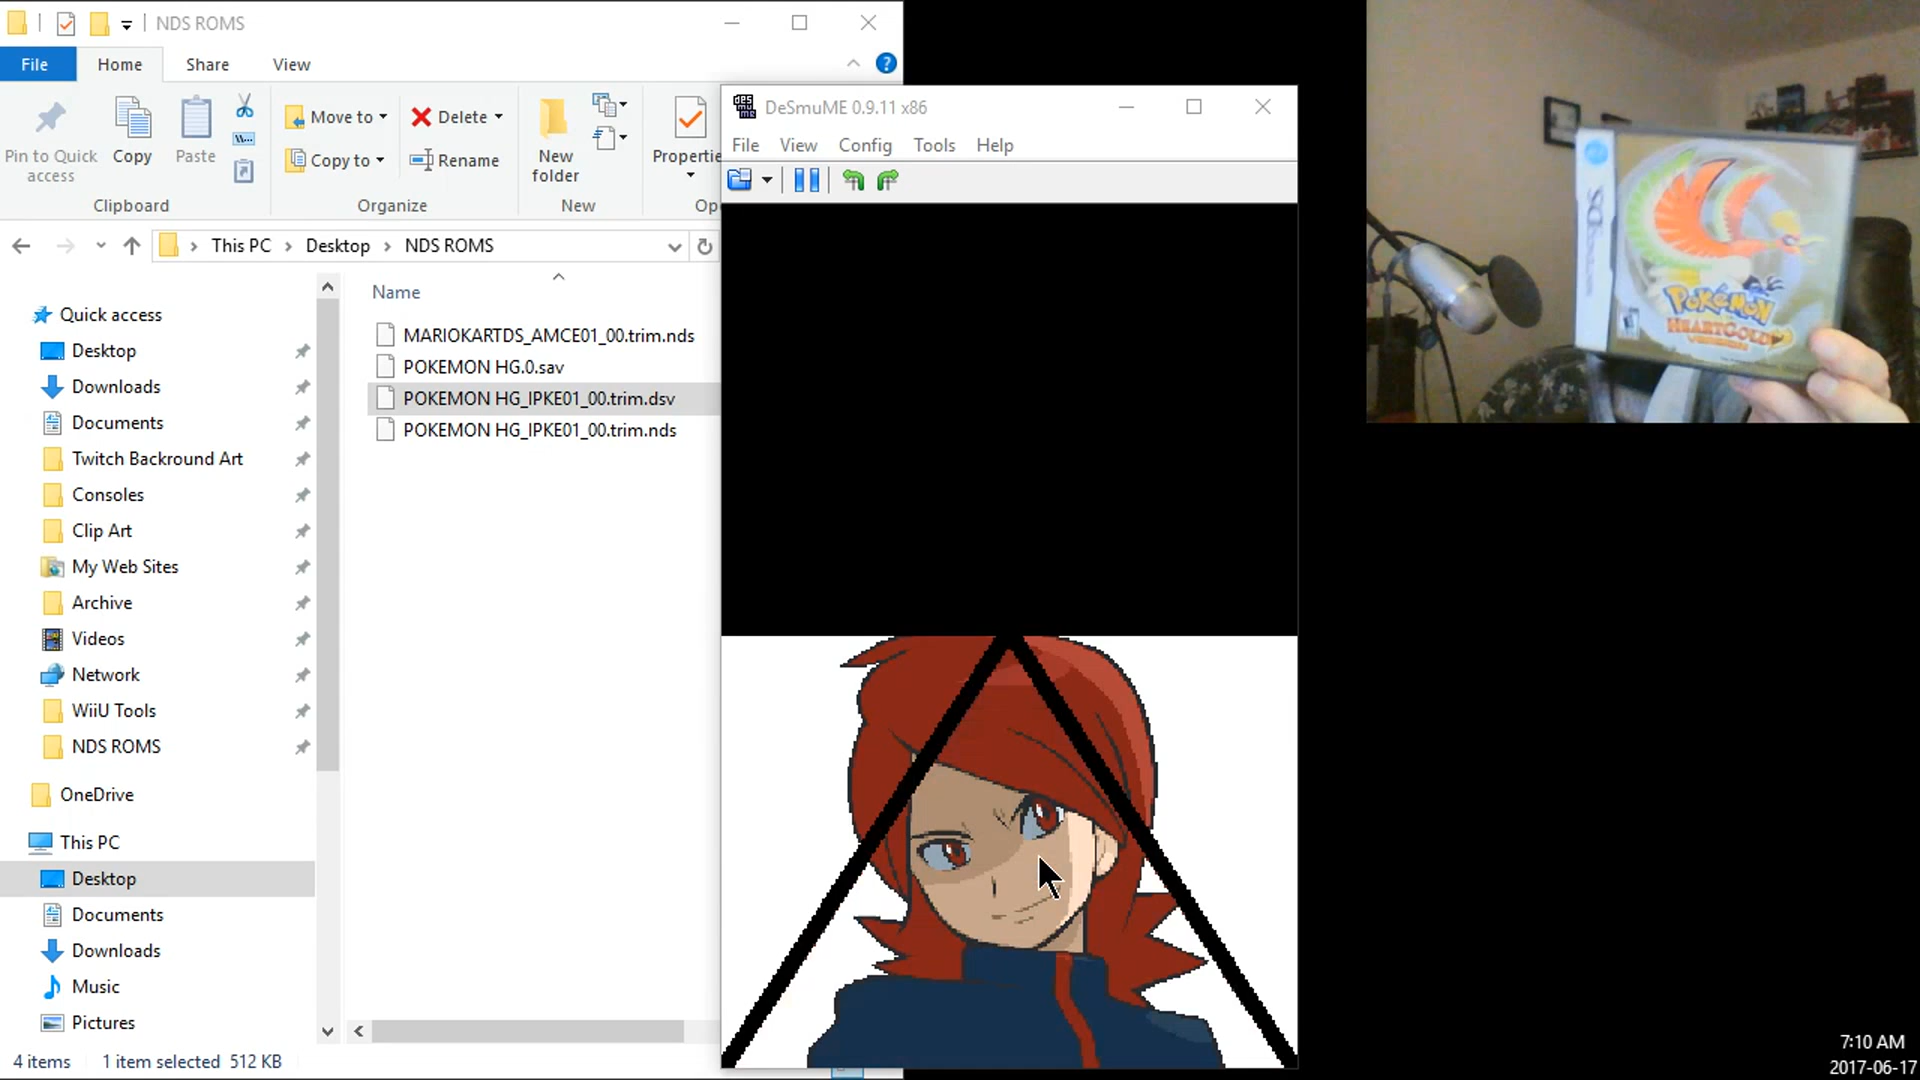 NDS ROMS
File Home Share View
Pin to Quick access
Copy
Paste
Move to
Copy to
Delete
Rename
New folder
Properti
Clipboard
Organize
New
Op
This PC > Desktop > NDS ROMS
Name
MARIOKARTDS_AMCE01_00.trim.nds
POKEMON HG.0.sav
POKEMON HG_IPKE01_00.trim.dsv
POKEMON HG_IPKE01_00.trim.nds
Quick access
Desktop
Downloads
Documents
Twitch Backround Art
Consoles
Clip Art
My Web Sites
Archive
Videos
Network
WiiU Tools
NDS ROMS
OneDrive
This PC
Desktop
Documents
Downloads
Music
Pictures
4 items 1 item selected 512 KB
DeSmuME 0.9.11 x86
File View Config Tools Help
POKéMON
HEARTGOLD
7:10 AM
2017-06-17